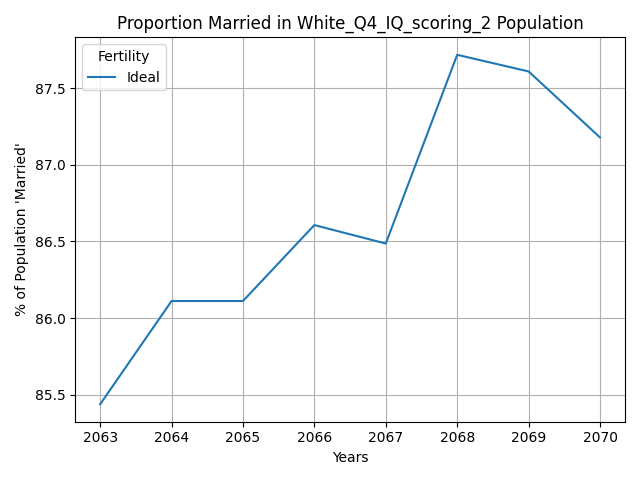 Proportion Married in White_Q4_IQ_scoring_2 Population
Fertility
Ideal
% of Population 'Married'
87.5
87.0
86.5
86.0
85.5
2063 2064 2065 2066 2067 2068 2069 2070
Years